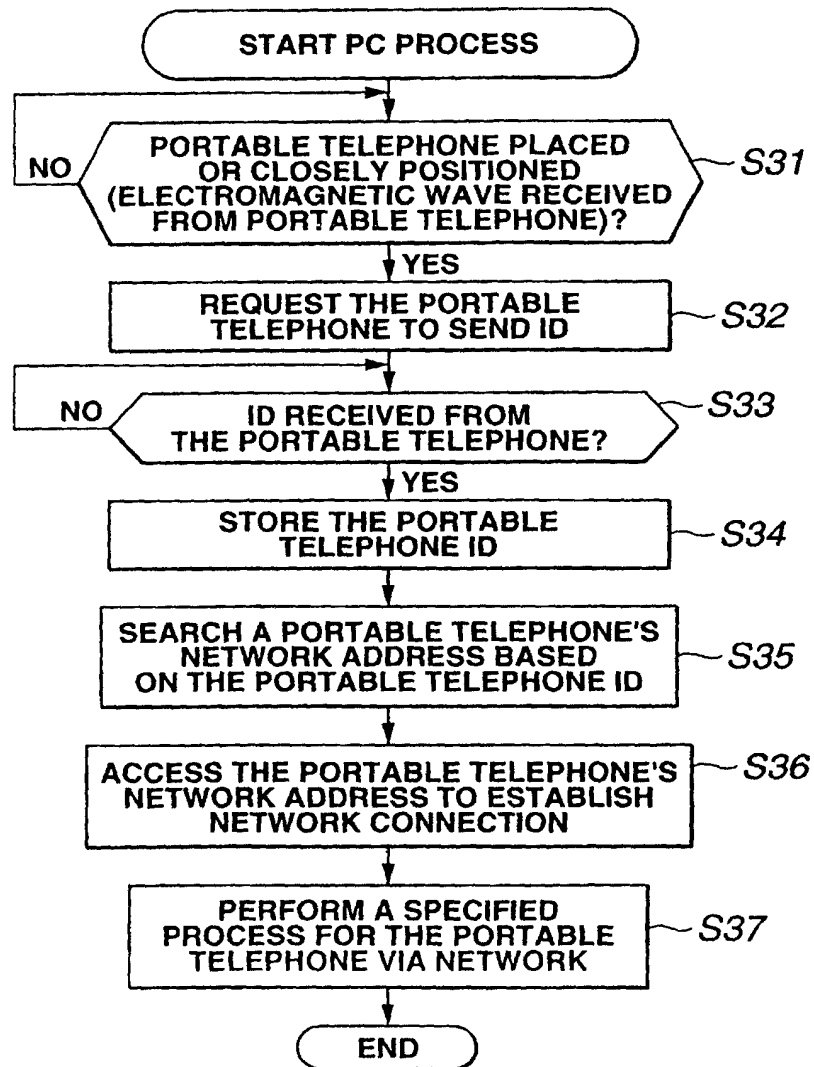 START PC PROCESS
PORTABLE TELEPHONE PLACED
OR CLOSELY POSITIONED
(ELECTROMAGNETIC WAVE RECEIVED
FROM PORTABLE TELEPHONE)?
S31
NO
YES
REQUEST THE PORTABLE
TELEPHONE TO SEND ID
S32
ID RECEIVED FROM
THE PORTABLE TELEPHONE?
S33
NO
YES
STORE THE PORTABLE
TELEPHONE ID
S34
SEARCH A PORTABLE TELEPHONE'S
NETWORK ADDRESS BASED
ON THE PORTABLE TELEPHONE ID
S35
ACCESS THE PORTABLE TELEPHONE'S
NETWORK ADDRESS TO ESTABLISH
NETWORK CONNECTION
S36
PERFORM A SPECIFIED
PROCESS FOR THE PORTABLE
TELEPHONE VIA NETWORK
S37
END